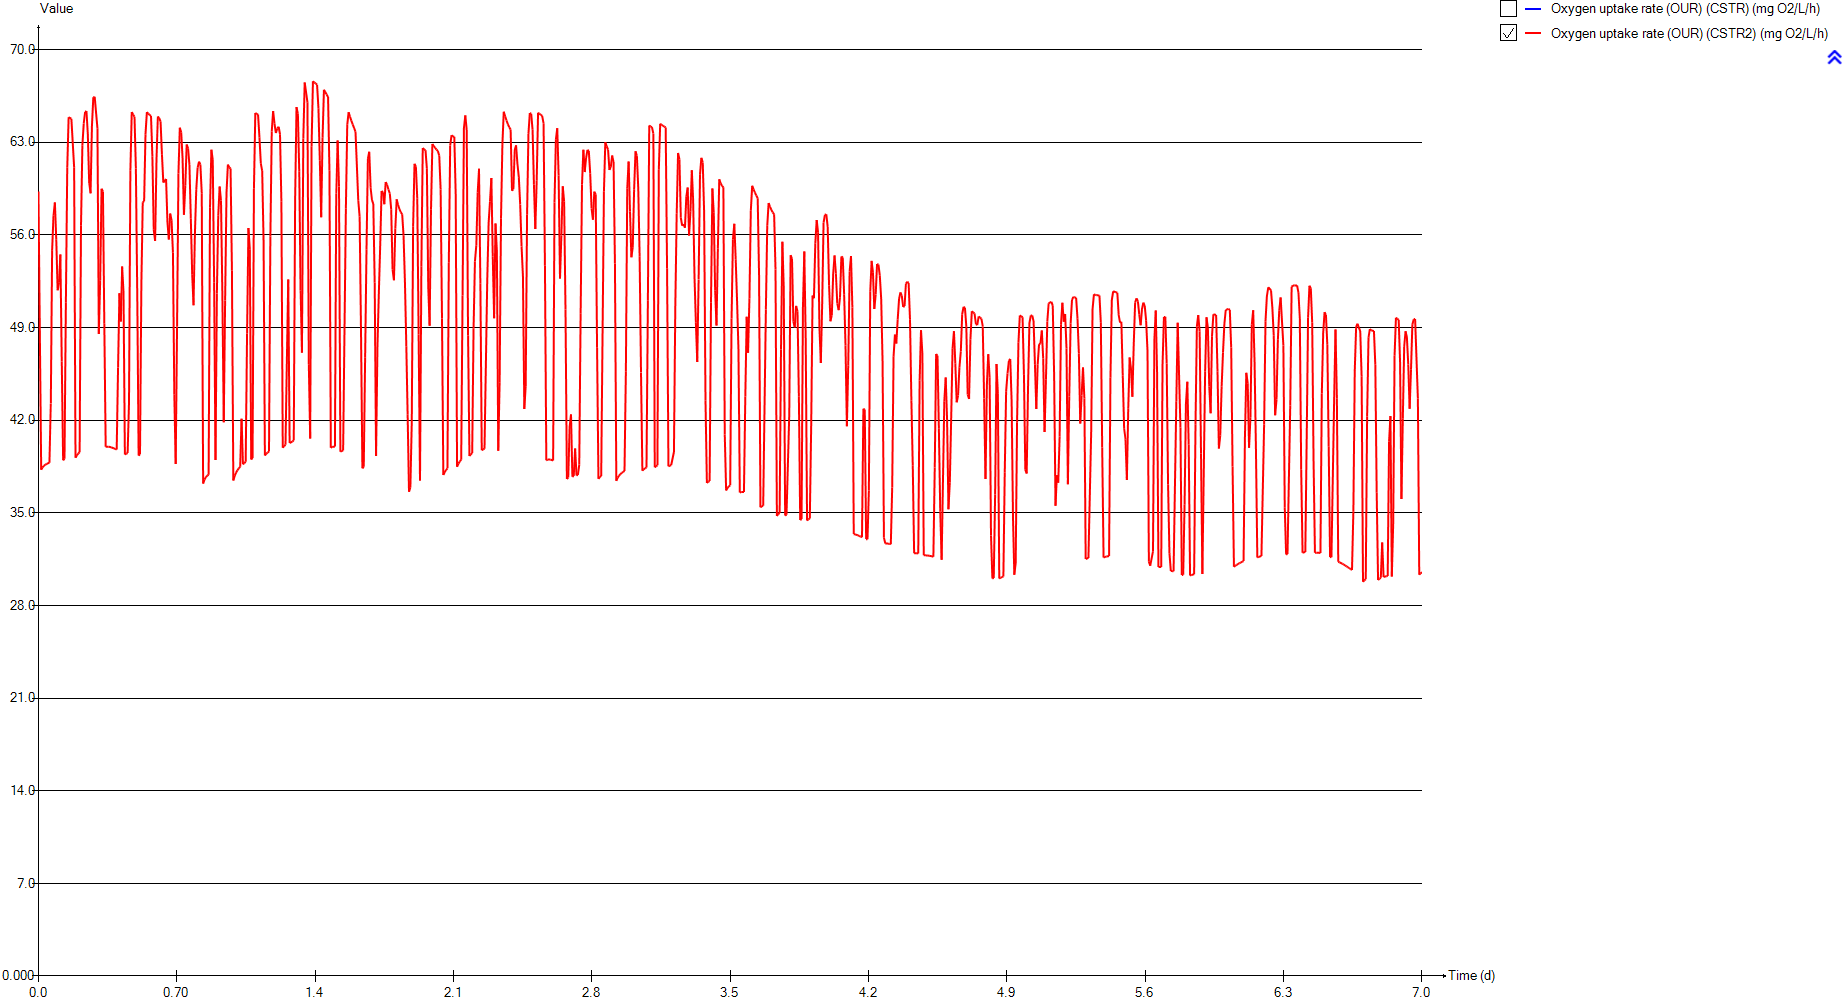 Value
Oxygen uptake rate (OUR) (CSTR) (mg O2/L/h)
Oxygen uptake rate (OUR) (CSTR2) (mg O2/L/h)
70.0
63.0
56.0
49.0
42.0
35.0
28.0
21.0
14.0
7.0
0.000
Time (d)
0.0 0.70 1.4 2.1 2.8 3.5 4.2 4.9 5.6 6.3 7.0